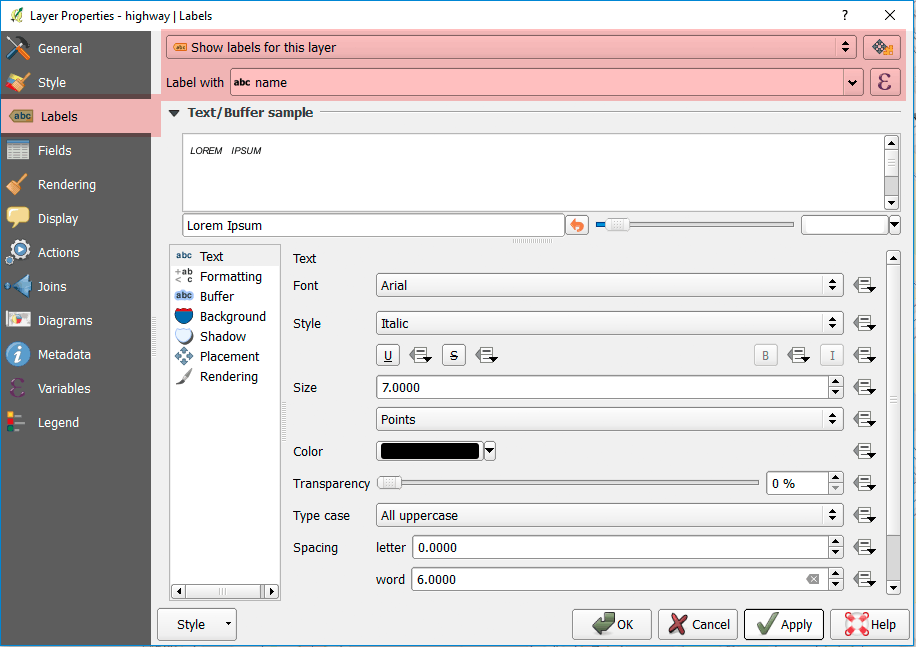 Layer Properties - highway | Labels
?
General
Style
Labels
Fields
Rendering
Display
Actions
Joins
Diagrams
Metadata
Variables
Legend
abc Show labels for this layer
Label with abc name
ε
Text/Buffer sample
LOREM IPSUM
Lorem Ipsum
abc Text
+ab < c Formatting
abc Buffer
Background
Shadow
Placement
Rendering
Text
Font Arial
Style Italic
U S B I
Size 7.0000
Points
Color
Transparency 0 %
Type case All uppercase
Spacing letter 0.0000
word 6.0000
Style OK Cancel Apply Help